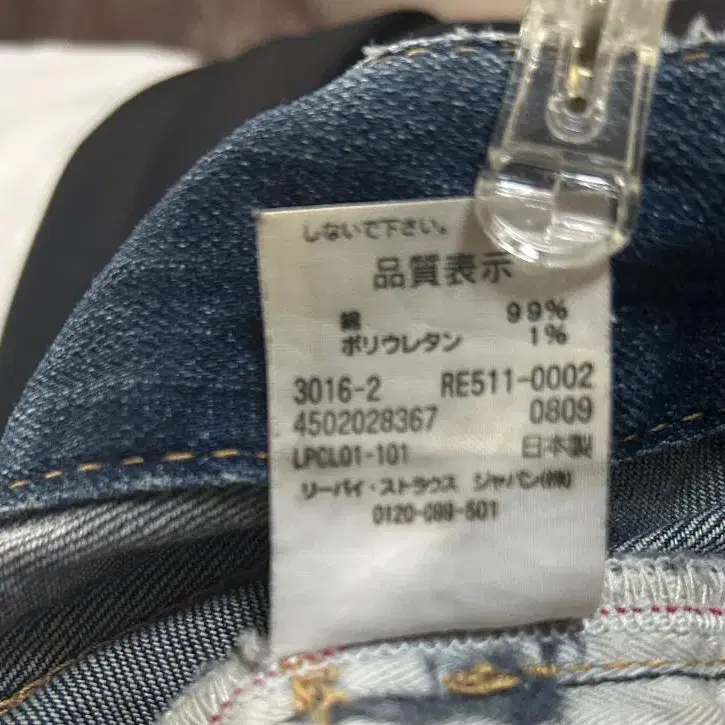 しないで下さい。
品質表示
綿 99%
ポリウレタン 1%
3016-2 RE511-0002
4502028367 0809
LPCL01-101 日本製
リーバイ・ストラウス ジャパン(株)
0120-099-501